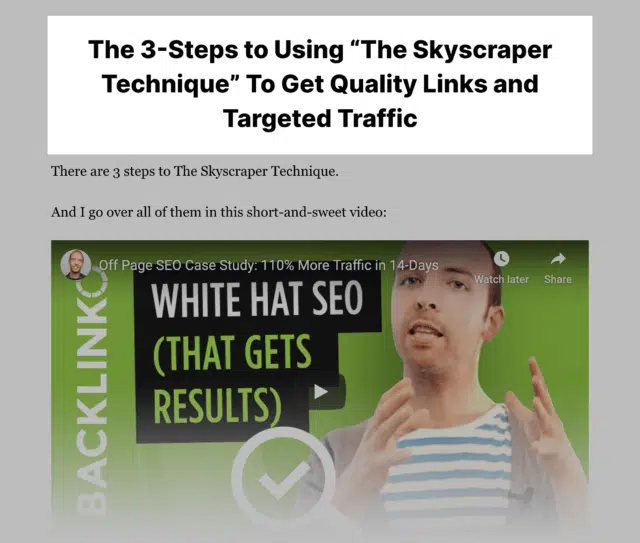 The 3-Steps to Using “The Skyscraper
Technique” To Get Quality Links and
Targeted Traffic
There are 3 steps to The Skyscraper Technique.
And I go over all of them in this short-and-sweet video:
Off Page SEO Case Study: 110% More Traffic in 14-Days
Watch later
Share
WHITE HAT SEO
(THAT GETS
RESULTS)
BACKLINKO